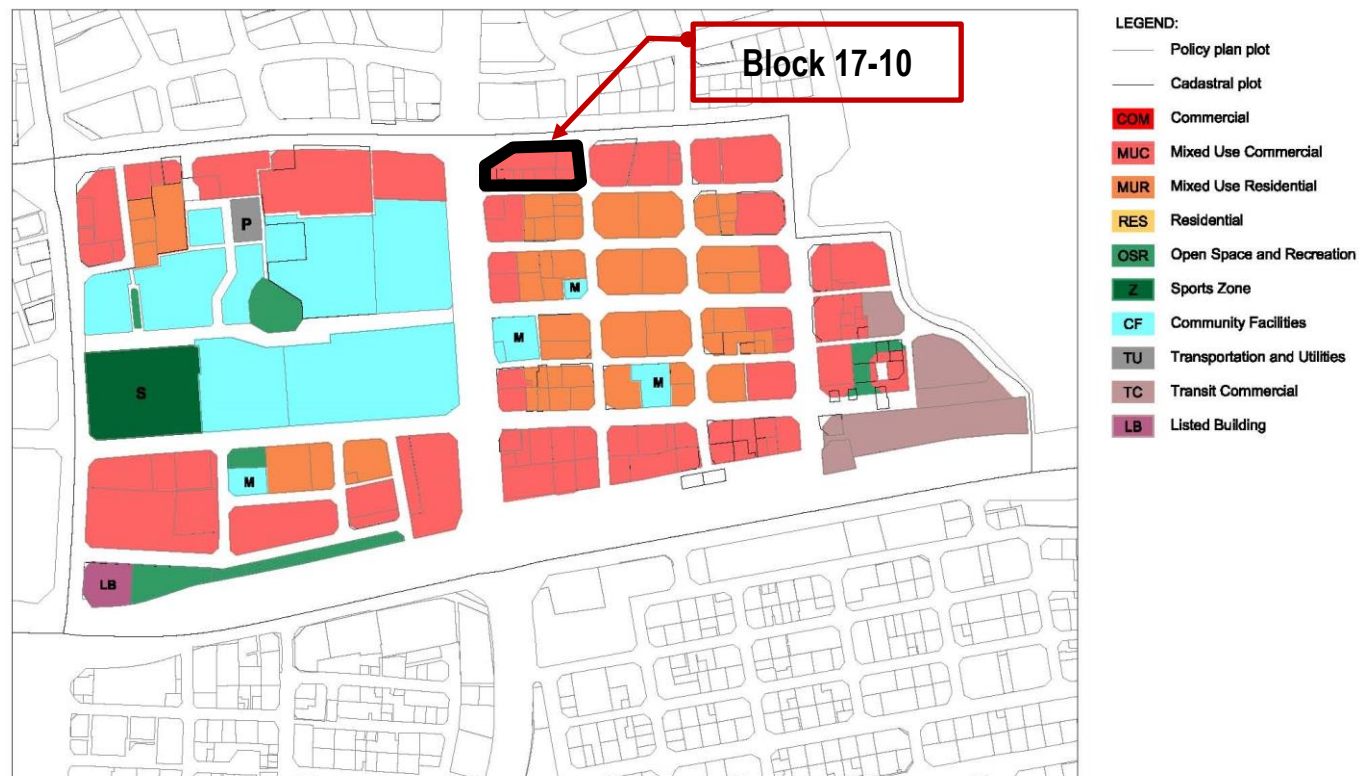 Block 17-10
P
M
M
M
S
M
LB
LEGEND:
Policy plan plot
Cadastral plot
COM Commercial
MUC Mixed Use Commercial
MUR Mixed Use Residential
RES Residential
OSR Open Space and Recreation
Z Sports Zone
CF Community Facilities
TU Transportation and Utilities
TC Transit Commercial
LB Listed Building